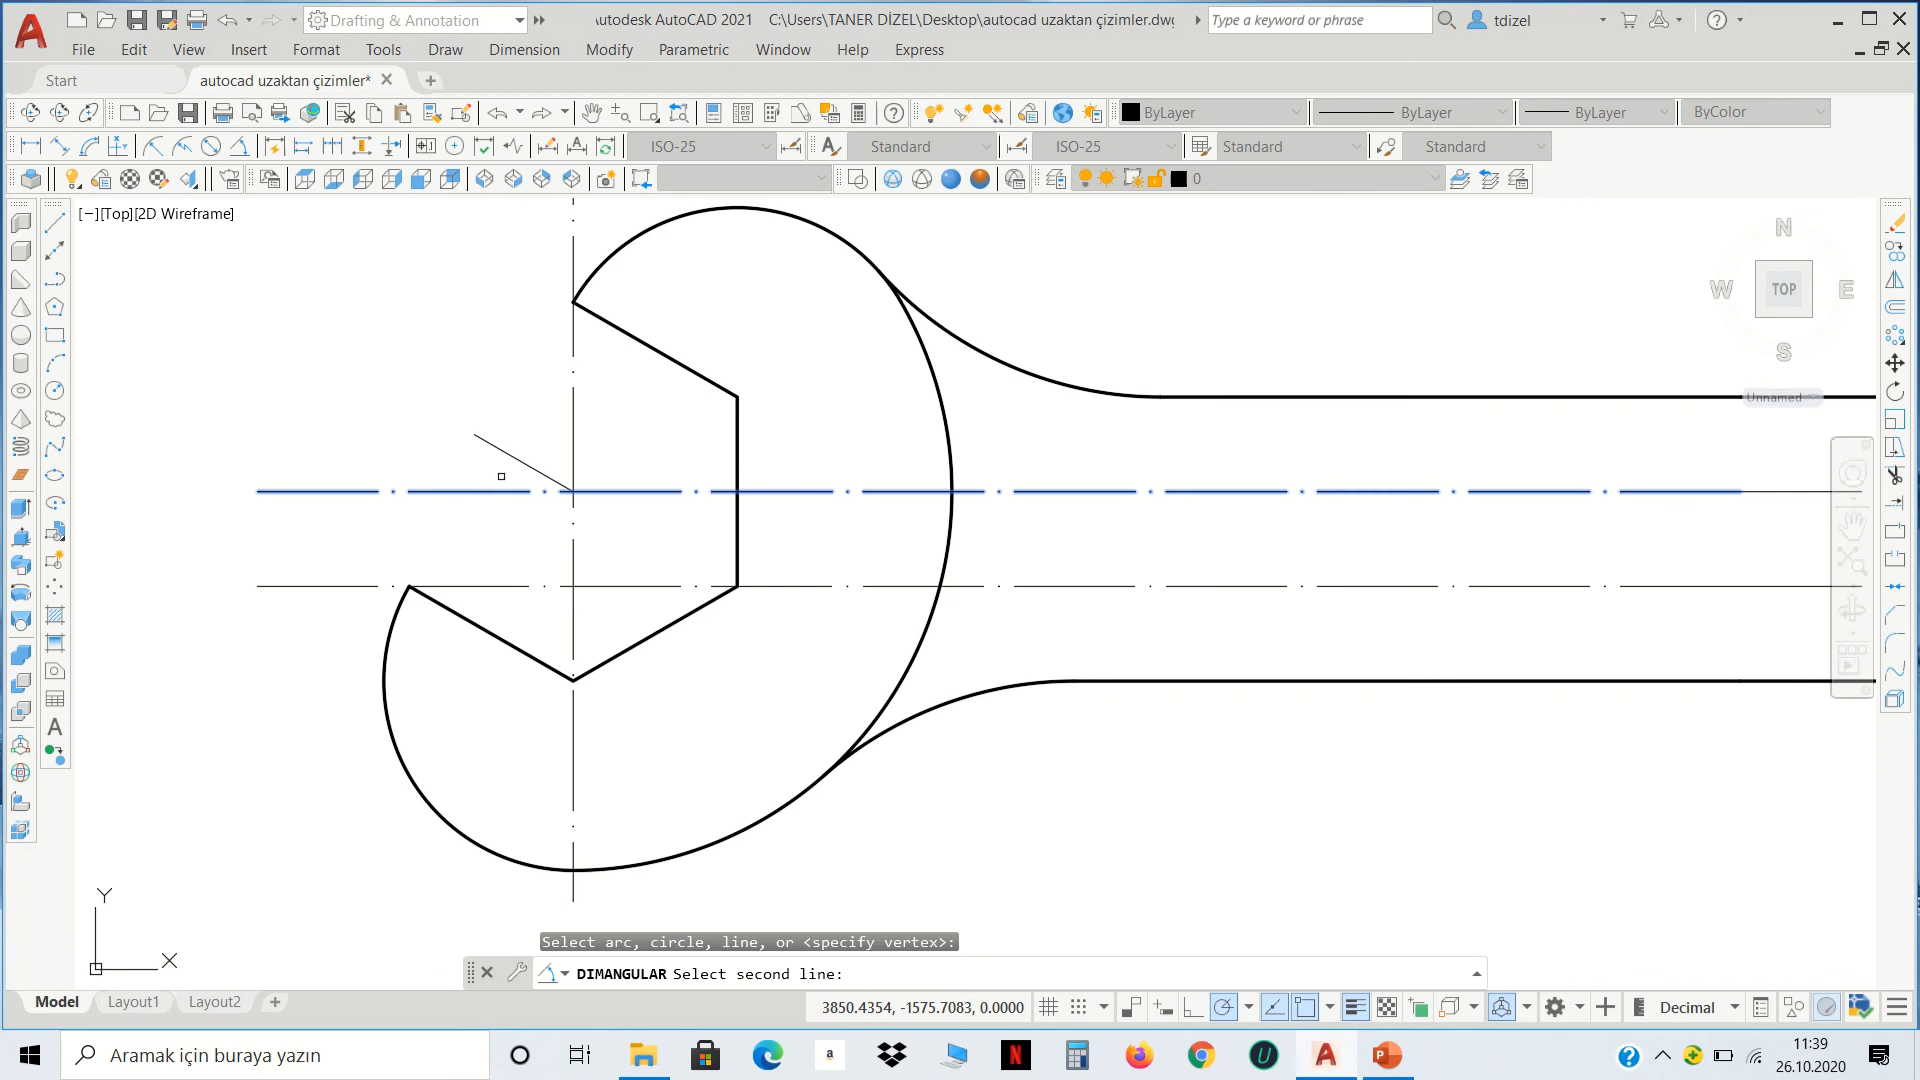 Drafting & Annotation
utodesk AutoCAD 2021 C:\Users\TANER DİZEL\Desktop\autocad uzaktan çizimler.dwg
Type a keyword or phrase
tdizel
File Edit View Insert Format Tools Draw Dimension Modify Parametric Window Help Express
Start
autocad uzaktan çizimler*
ByLayer
ByLayer
ByLayer
ByColor
ISO-25
Standard
ISO-25
Standard
Standard
0
[−][Top][2D Wireframe]
N
W
TOP
E
S
Unnamed
Y
X
Select arc, circle, line, or <specify vertex>:
DIMANGULAR Select second line:
Model Layout1 Layout2
3850.4354, -1575.7083, 0.0000
Decimal
Aramak için buraya yazın
11:39
26.10.2020